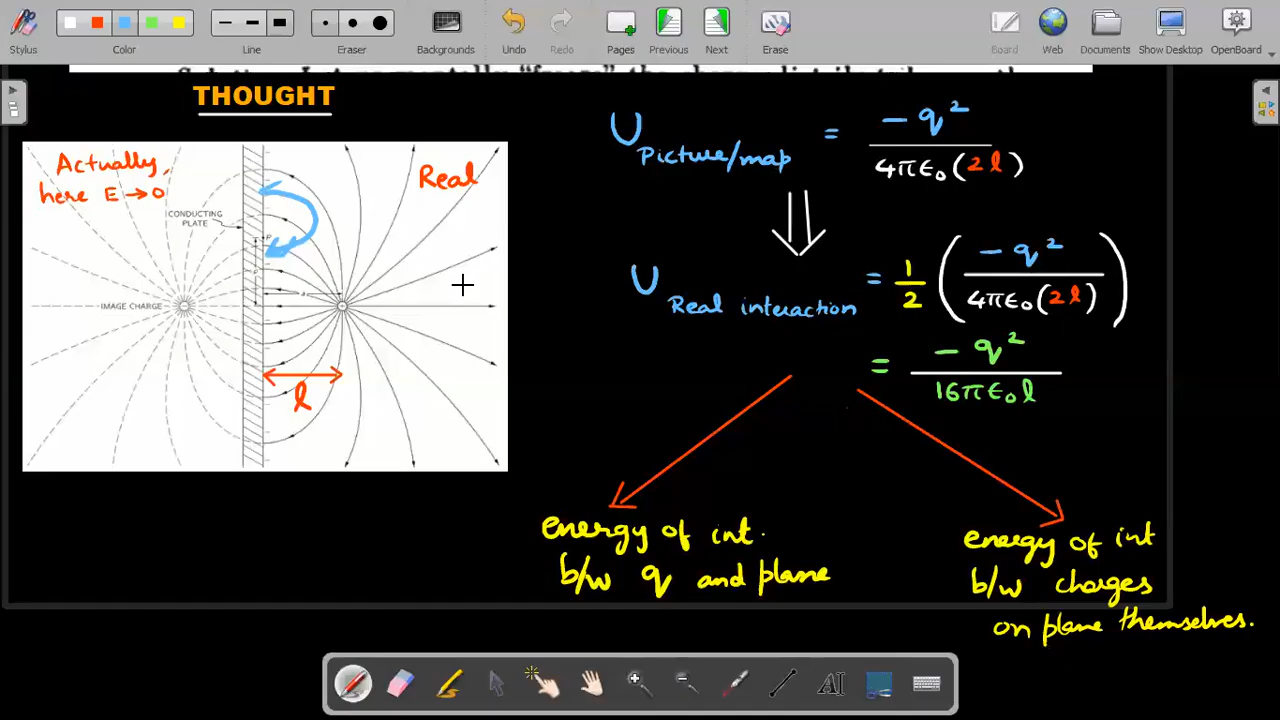 Stylus
Color
Line
Eraser
Backgrounds
Undo
Redo
Pages
Previous
Next
Erase
Board
Web
Documents
Show Desktop
OpenBoard
THOUGHT
Actually,
here E → 0
Real
CONDUCTING
PLATE
P
ρ
a
IMAGE CHARGE
l
U Picture/map = -q² / 4πε₀(2l)
U Real interaction = 1/2 (-q² / 4πε₀(2l))
= -q² / 16πε₀l
energy of int.
b/w q and plane
energy of int
b/w charges
on plane themselves.